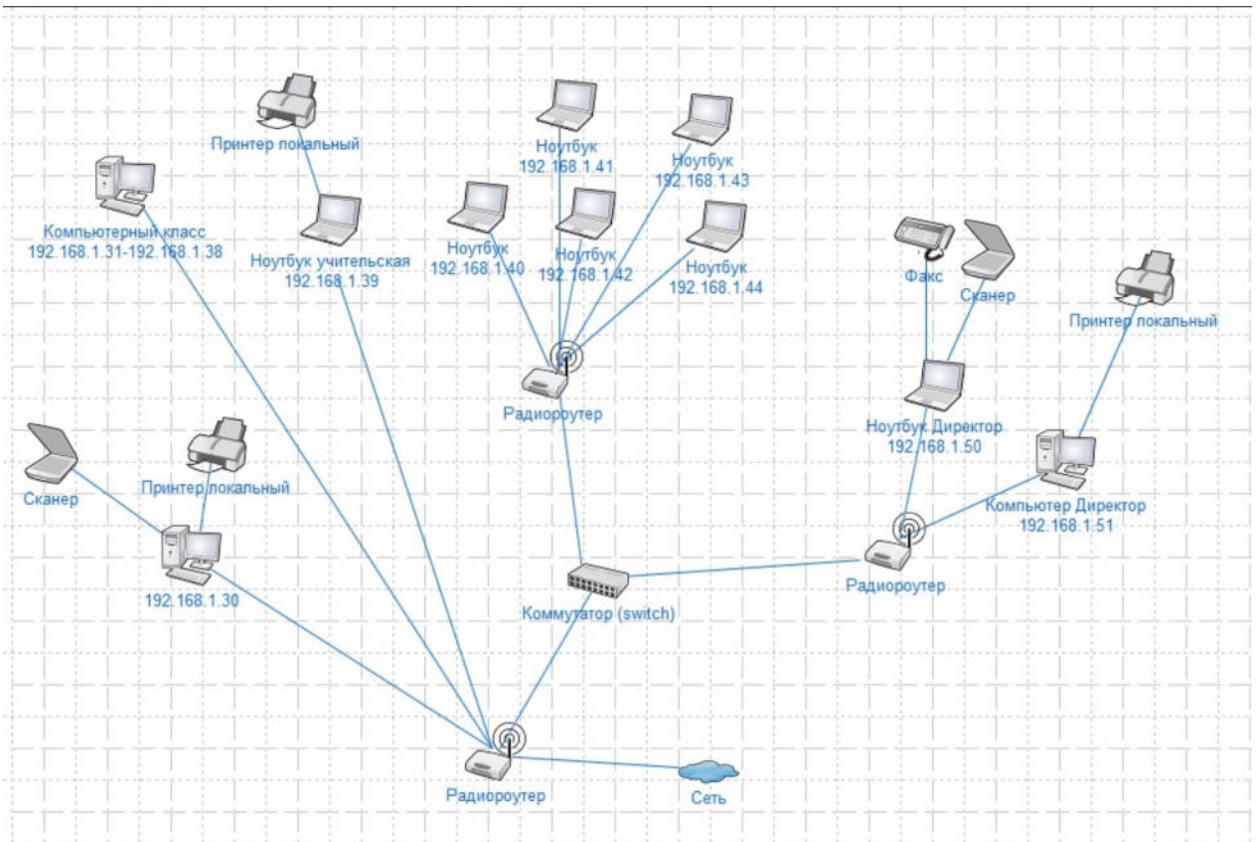 Принтер локальный
Ноутбук
192.168.1.41
Ноутбук
192.168.1.43
Компьютерный класс
192.168.1.31-192.168.1.38
Ноутбук учительская
192.168.1.39
Ноутбук
192.168.1.40
Ноутбук
192.168.1.42
Ноутбук
192.168.1.44
Факс
Сканер
Принтер локальный
Радиороутер
Ноутбук Директор
192.168.1.50
Сканер
Принтер локальный
Компьютер Директор
192.168.1.51
192.168.1.30
Коммутатор (switch)
Радиороутер
Радиороутер
Сеть